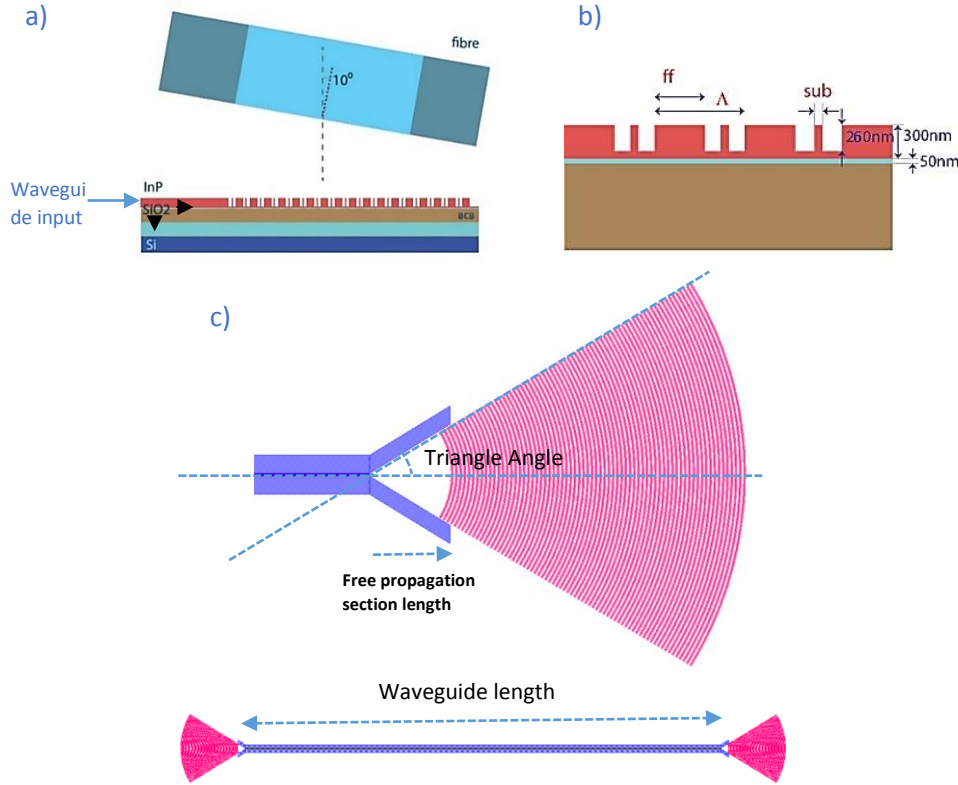 a)
fibre
10°
Wavegui
de input
InP
SiO2
BCB
Si
b)
ff
Λ
sub
260nm
300nm
50nm
c)
Triangle Angle
Free propagation
section length
Waveguide length